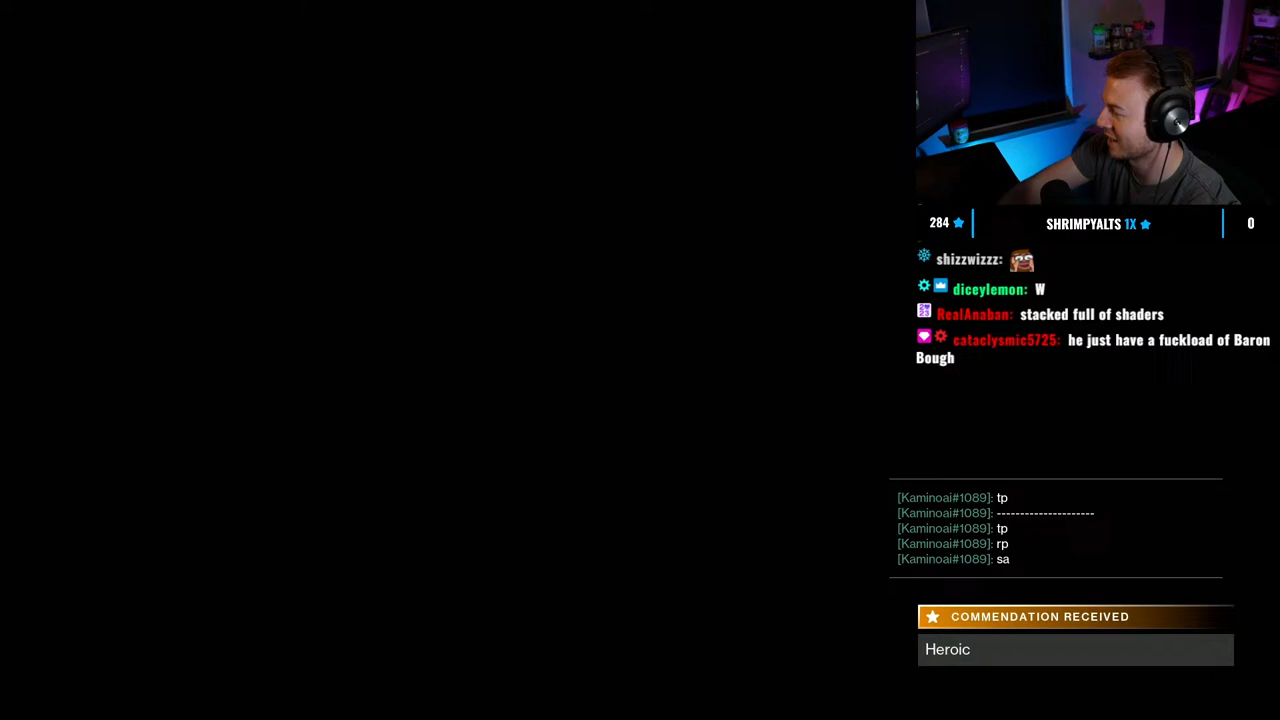 284
SHRIMPYALTS 1X
0
shizzwizzz:
diceylemon: W
RealAnaban: stacked full of shaders
cataclysmic5725: he just have a fuckload of Baron
Bough
[Kaminoai#1089]: tp
[Kaminoai#1089]: ---------------------
[Kaminoai#1089]: tp
[Kaminoai#1089]: rp
[Kaminoai#1089]: sa
COMMENDATION RECEIVED
Heroic